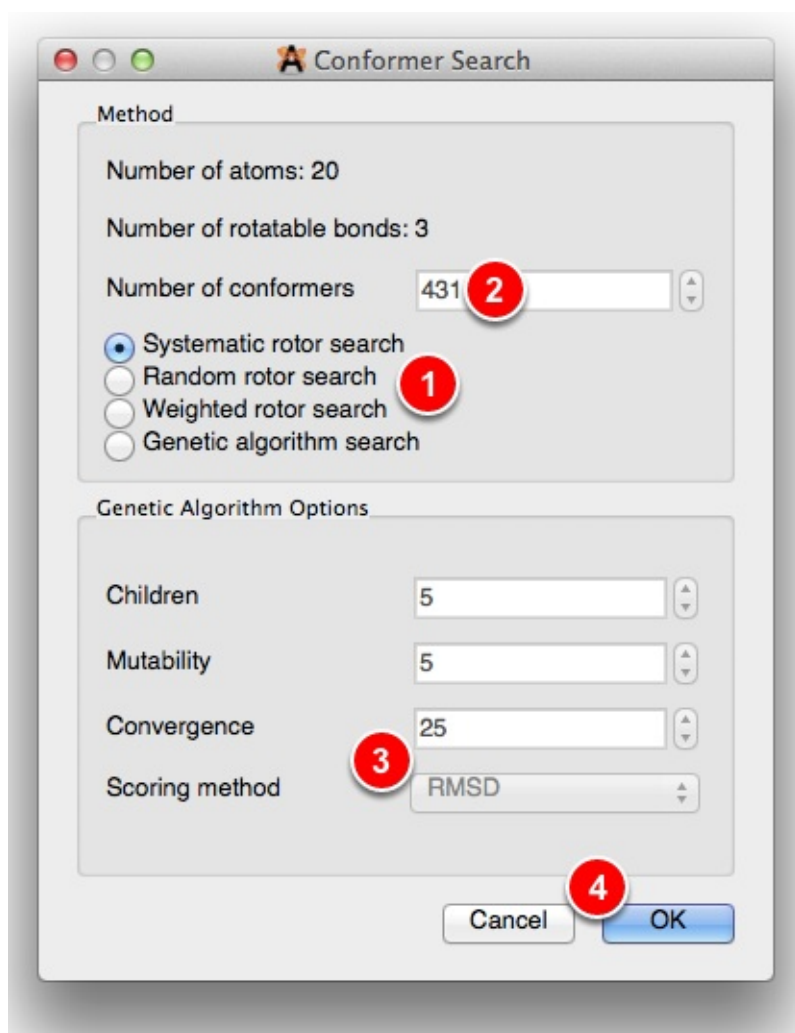 Conformer Search
Method
Number of atoms: 20
Number of rotatable bonds: 3
Number of conformers 431 2
Systematic rotor search
Random rotor search 1
Weighted rotor search
Genetic algorithm search
Genetic Algorithm Options
Children 5
Mutability 5
Convergence 25
3
Scoring method RMSD
4
Cancel OK